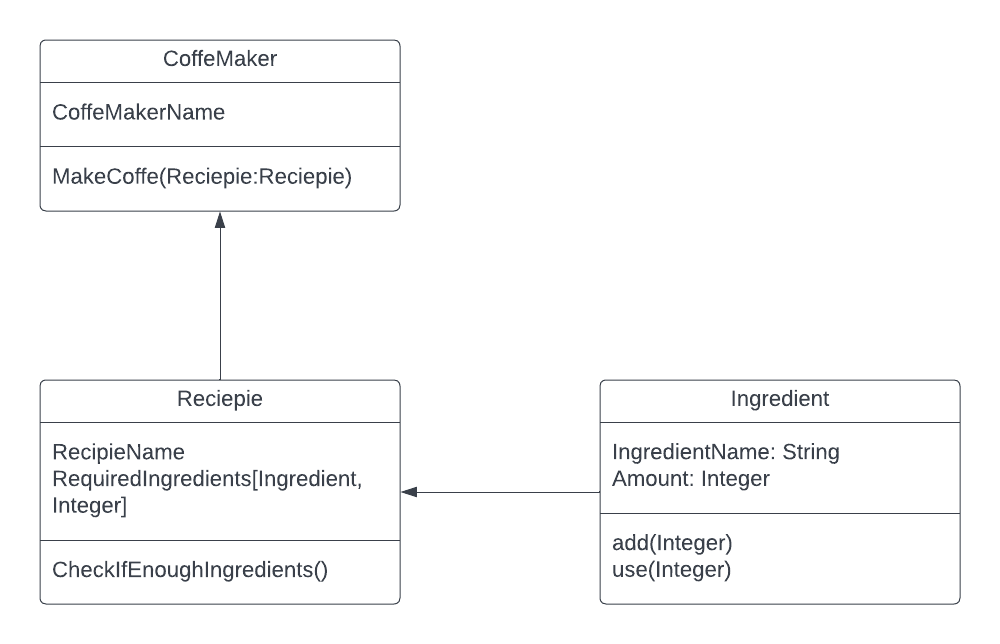 CoffeMaker
CoffeMakerName
MakeCoffe(Reciepie:Reciepie)
Reciepie
RecipieName
RequiredIngredients[Ingredient,
Integer]
CheckIfEnoughIngredients()
Ingredient
IngredientName: String
Amount: Integer
add(Integer)
use(Integer)